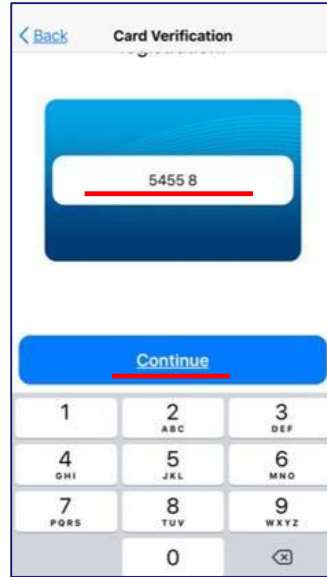 Back
Card Verification
5455 8
Continue
1
2
ABC
3
DEF
4
GHI
5
JKL
6
MNO
7
PQRS
8
TUV
9
WXYZ
0